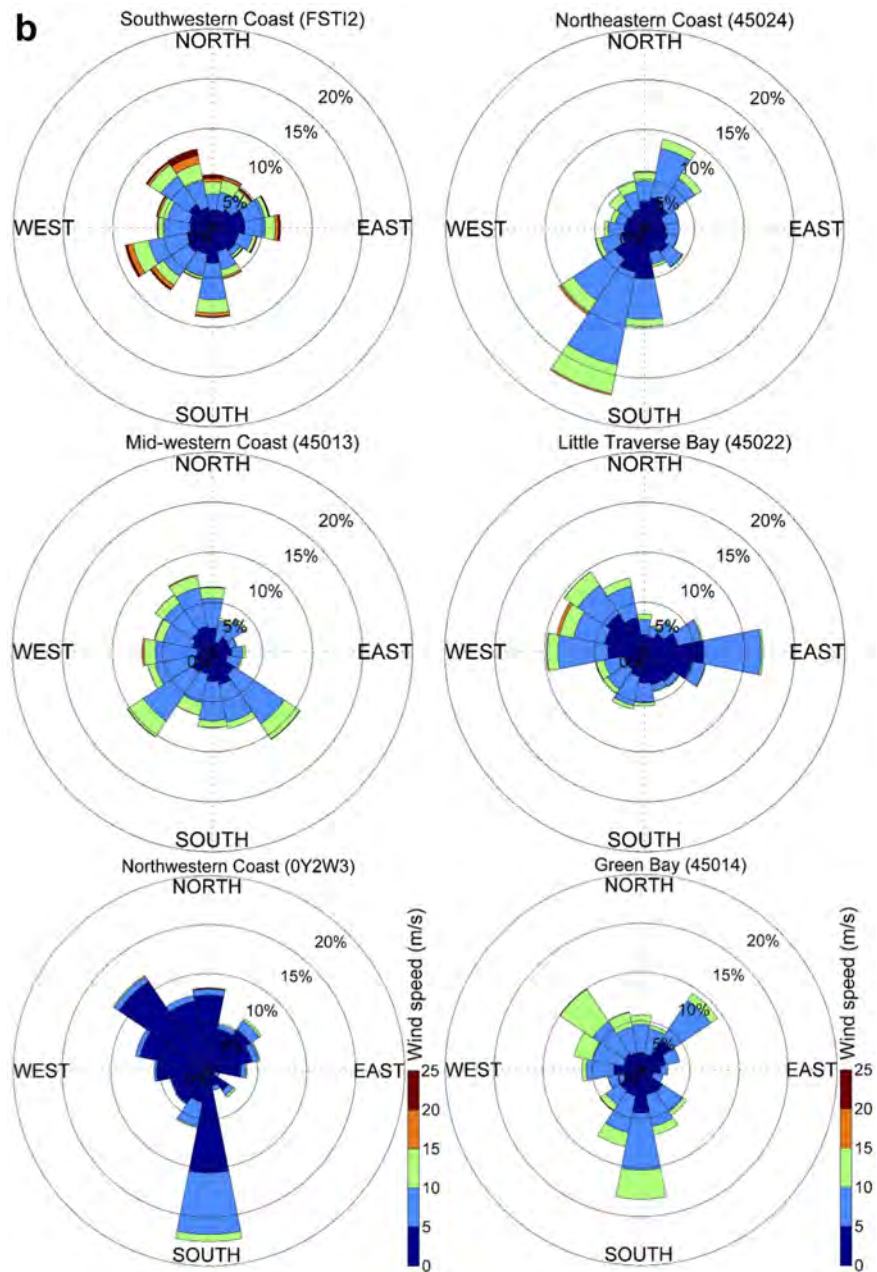 b
Southwestern Coast (FSTI2)
NORTH
20%
15%
10%
5%
WEST
EAST
SOUTH
Northeastern Coast (45024)
NORTH
20%
15%
10%
5%
WEST
EAST
SOUTH
Mid-western Coast (45013)
NORTH
20%
15%
10%
5%
WEST
EAST
SOUTH
Little Traverse Bay (45022)
NORTH
20%
15%
10%
5%
WEST
EAST
SOUTH
Northwestern Coast (0Y2W3)
NORTH
20%
15%
10%
WEST
EAST
SOUTH
Wind speed (m/s)
25
20
15
10
5
0
Green Bay (45014)
NORTH
20%
15%
10%
5%
WEST
EAST
SOUTH
Wind speed (m/s)
25
20
15
10
5
0